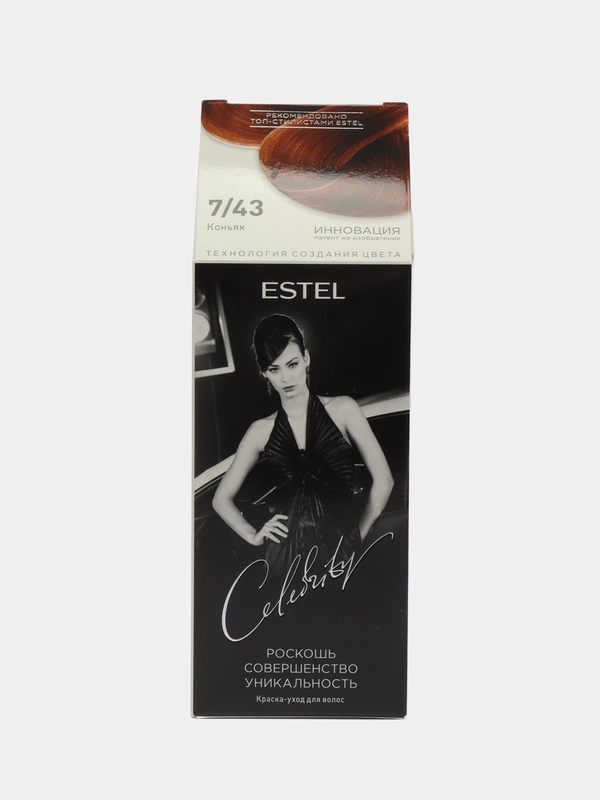 РЕКОМЕНДОВАНО
ТОП-СТИЛИСТАМИ ESTEL
7/43
Коньяк
ИННОВАЦИЯ
патент на изобретение
ТЕХНОЛОГИЯ СОЗДАНИЯ ЦВЕТА
ESTEL
Celebrity
РОСКОШЬ
СОВЕРШЕНСТВО
УНИКАЛЬНОСТЬ
Краска-уход для волос